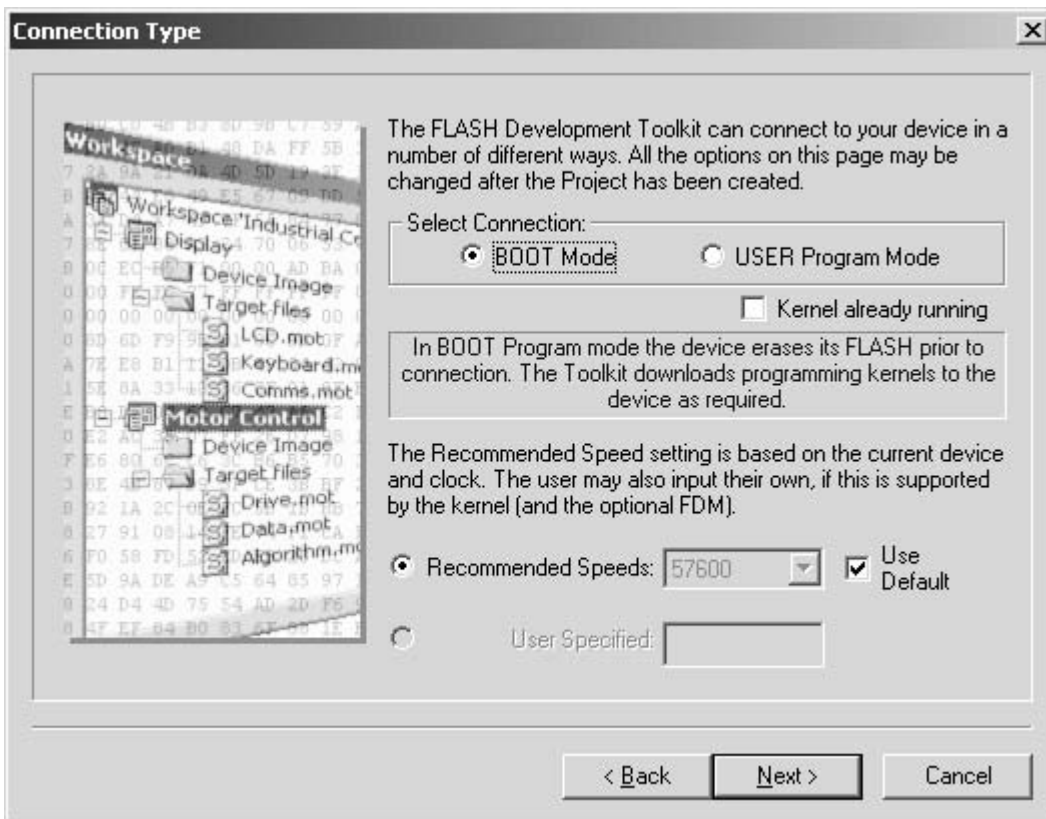 Connection Type
Workspace
Workspace 'Industrial Co
Display
Device Image
Target files
LCD.mot
Keyboard.m
Comms.mot
Motor Control
Device Image
Target files
Drive.mot
Data.mot
Algorithm.mo
The FLASH Development Toolkit can connect to your device in a
number of different ways. All the options on this page may be
changed after the Project has been created.
Select Connection:
BOOT Mode USER Program Mode
Kernel already running
In BOOT Program mode the device erases its FLASH prior to
connection. The Toolkit downloads programming kernels to the
device as required.
The Recommended Speed setting is based on the current device
and clock. The user may also input their own, if this is supported
by the kernel (and the optional FDM).
Recommended Speeds: 57600 Use
Default
User Specified:
< Back Next > Cancel